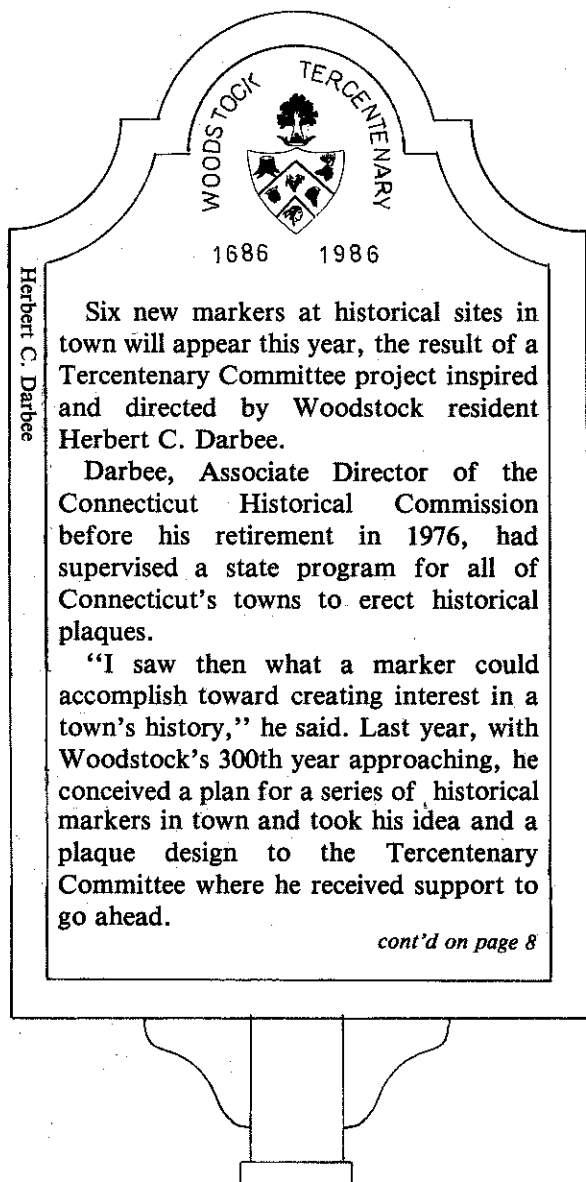 WOODSTOCK TERCENTENARY
1686 1986
Herbert C. Darbee
Six new markers at historical sites in
town will appear this year, the result of a
Tercentenary Committee project inspired
and directed by Woodstock resident
Herbert C. Darbee.
Darbee, Associate Director of the
Connecticut Historical Commission
before his retirement in 1976, had
supervised a state program for all of
Connecticut's towns to erect historical
plaques.
“I saw then what a marker could
accomplish toward creating interest in a
town's history,” he said. Last year, with
Woodstock's 300th year approaching, he
conceived a plan for a series of historical
markers in town and took his idea and a
plaque design to the Tercentenary
Committee where he received support to
go ahead.
cont'd on page 8